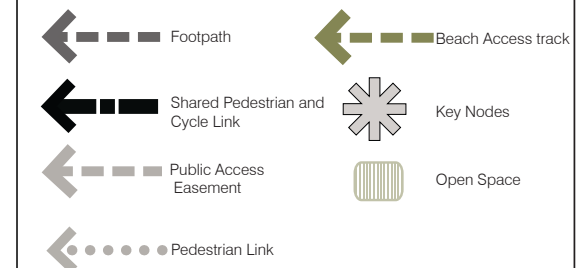 Footpath
Beach Access track
Shared Pedestrian and
Cycle Link
Key Nodes
Public Access
Easement
Open Space
Pedestrian Link